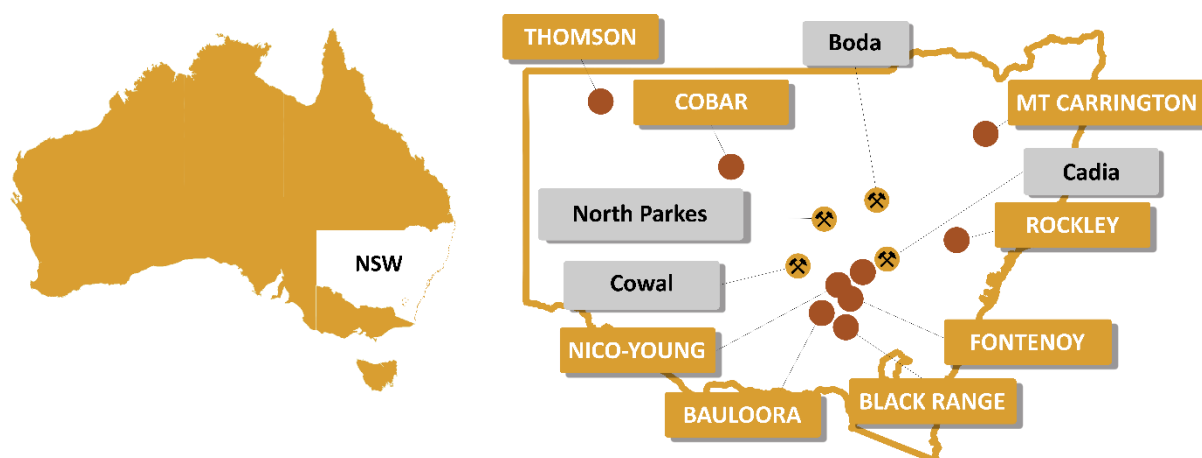 NSW
THOMSON
Boda
COBAR
MT CARRINGTON
Cadia
North Parkes
ROCKLEY
Cowal
NICO-YOUNG
FONTENOY
BAULOORA
BLACK RANGE